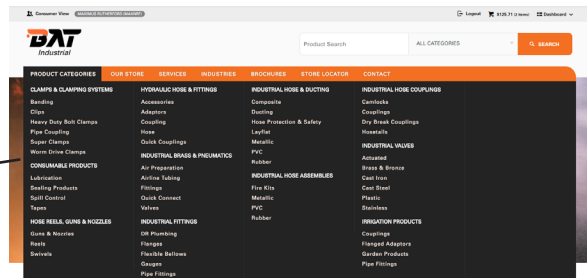 Consumer View
Logout
$125.71 (2 items)
Dashboard
BAT
Industrial
Product Search
ALL CATEGORIES
SEARCH
PRODUCT CATEGORIES OUR STORE SERVICES INDUSTRIES BROCHURES STORE LOCATOR CONTACT
CLAMPS & CLAMPING SYSTEMS
Banding
Clips
Heavy Duty Bolt Clamps
Pipe Coupling
Super Clamps
Worm Drive Clamps
CONSUMABLE PRODUCTS
Lubrication
Sealing Products
Spill Control
Tapes
HOSE REELS, GUNS & NOZZLES
Guns & Nozzles
Reels
Swivels
HYDRAULIC HOSE & FITTINGS
Accessories
Adaptors
Coupling
Hose
Quick Couplings
INDUSTRIAL BRASS & PNEUMATICS
Air Preparation
Airline Tubing
Fittings
Quick Connect
Valves
INDUSTRIAL FITTINGS
DR Plumbing
Flanges
Flexible Bellows
Gauges
Pipe Fittings
INDUSTRIAL HOSE & DUCTING
Composite
Ducting
Hose Protection & Safety
Layflat
Metallic
PVC
Rubber
INDUSTRIAL HOSE ASSEMBLIES
Fire Kits
Metallic
PVC
Rubber
INDUSTRIAL HOSE COUPLINGS
Camlocks
Couplings
Dry Break Couplings
Hosetails
INDUSTRIAL VALVES
Actuated
Brass & Bronze
Cast Iron
Cast Steel
Plastic
Stainless
IRRIGATION PRODUCTS
Couplings
Flanged Adaptors
Garden Products
Pipe Fittings